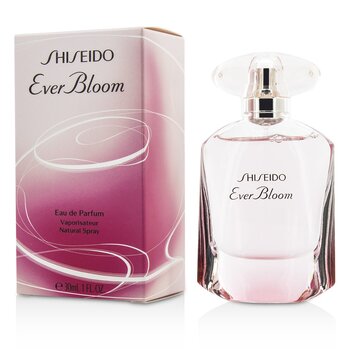 SHISEIDO
Ever Bloom
Eau de Parfum
Vaporisateur
Natural Spray
℮ 30mL 1 FL.OZ.
SHISEIDO
Ever Bloom